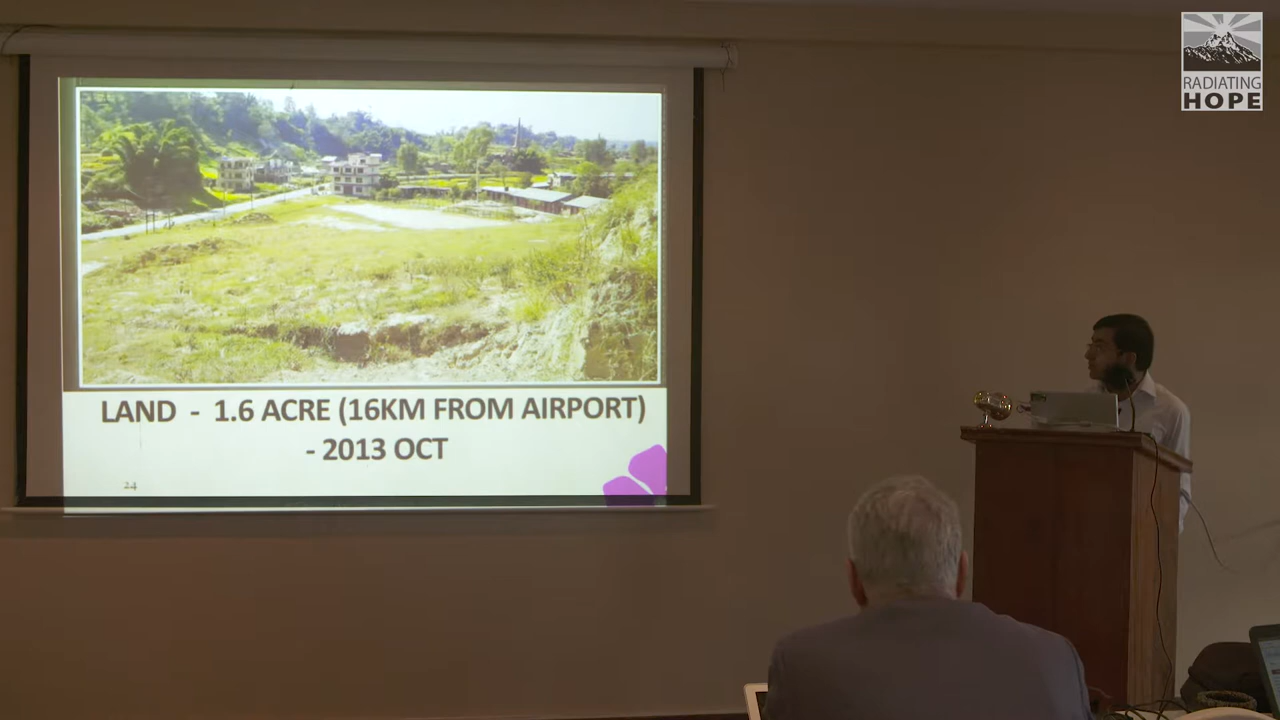 RADIATING
HOPE
LAND - 1.6 ACRE (16KM FROM AIRPORT)
- 2013 OCT
24